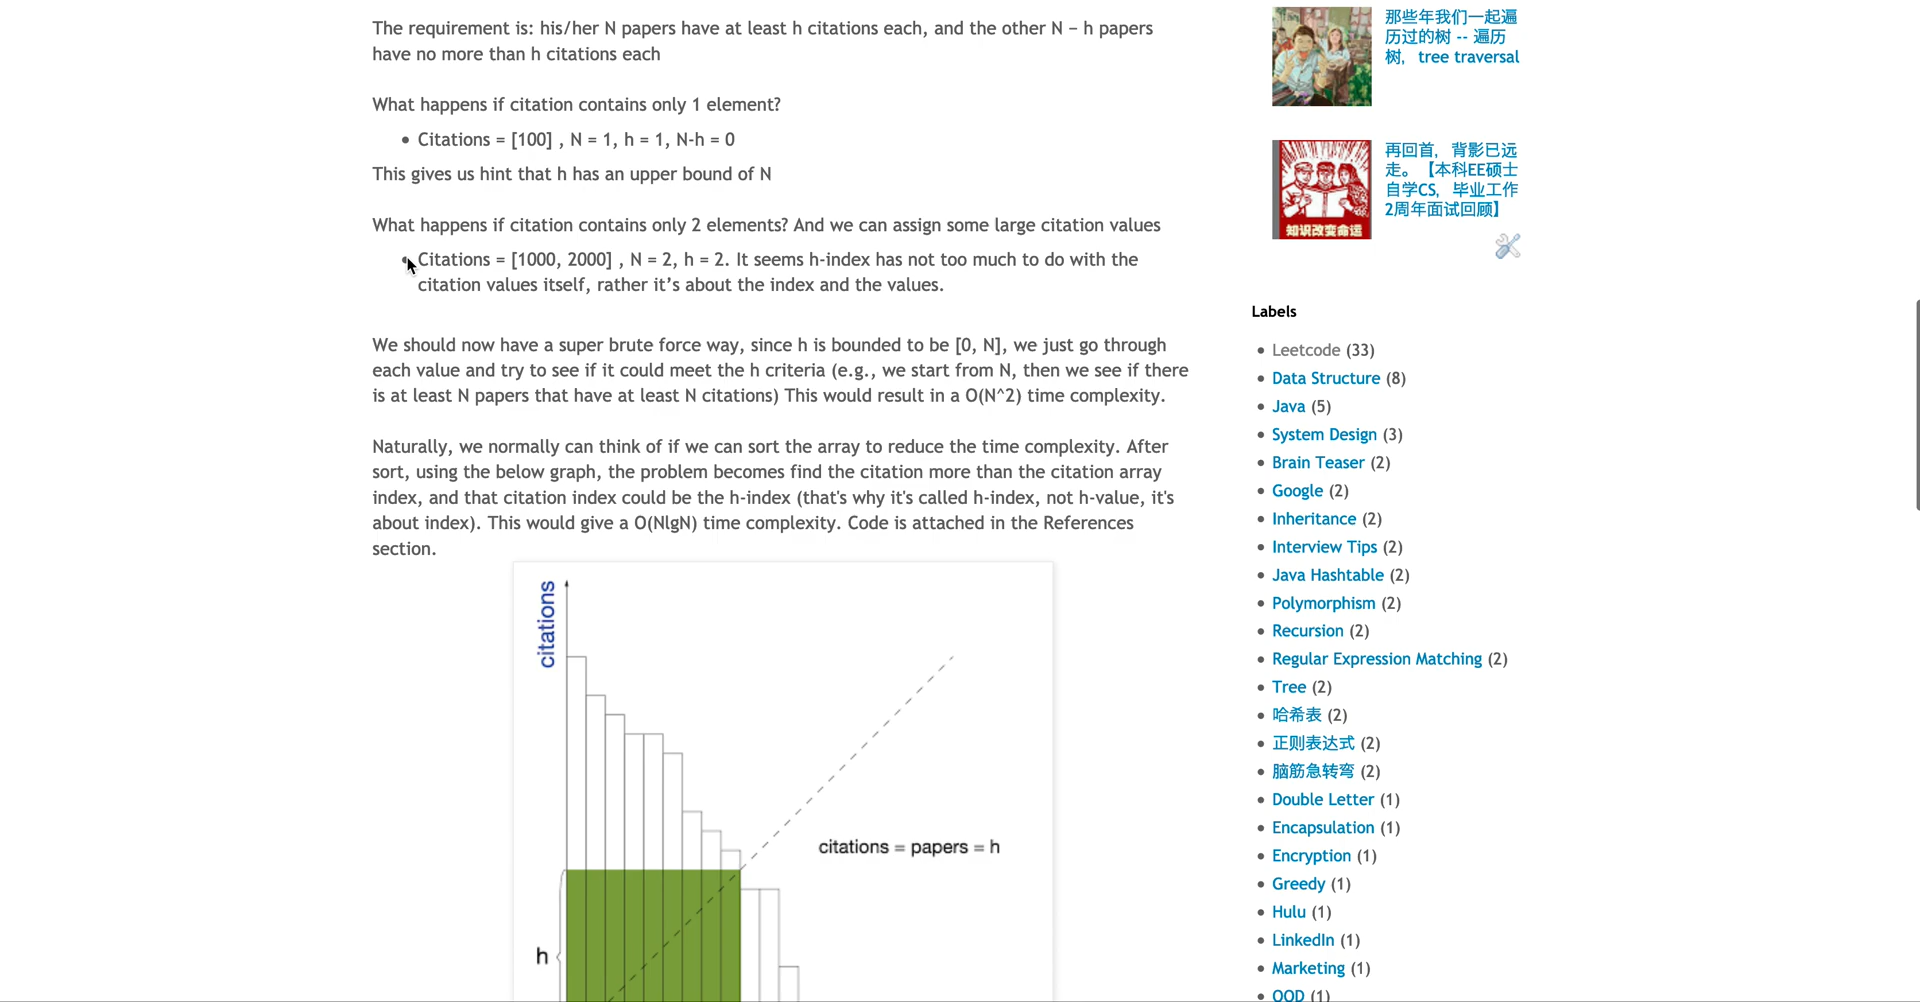 The requirement is: his/her N papers have at least h citations each, and the other N − h papers
have no more than h citations each
What happens if citation contains only 1 element?
Citations = [100] , N = 1, h = 1, N-h = 0
This gives us hint that h has an upper bound of N
What happens if citation contains only 2 elements? And we can assign some large citation values
Citations = [1000, 2000] , N = 2, h = 2. It seems h-index has not too much to do with the
citation values itself, rather it’s about the index and the values.
We should now have a super brute force way, since h is bounded to be [0, N], we just go through
each value and try to see if it could meet the h criteria (e.g., we start from N, then we see if there
is at least N papers that have at least N citations) This would result in a O(N^2) time complexity.
Naturally, we normally can think of if we can sort the array to reduce the time complexity. After
sort, using the below graph, the problem becomes find the citation more than the citation array
index, and that citation index could be the h-index (that's why it's called h-index, not h-value, it's
about index). This would give a O(NlgN) time complexity. Code is attached in the References
section.
citations
citations = papers = h
h
那些年我们一起遍
历过的树 -- 遍历
树，tree traversal
知识改变命运
再回首，背影已远
走。【本科EE硕士
自学CS，毕业工作
2周年面试回顾】
Labels
Leetcode (33)
Data Structure (8)
Java (5)
System Design (3)
Brain Teaser (2)
Google (2)
Inheritance (2)
Interview Tips (2)
Java Hashtable (2)
Polymorphism (2)
Recursion (2)
Regular Expression Matching (2)
Tree (2)
哈希表 (2)
正则表达式 (2)
脑筋急转弯 (2)
Double Letter (1)
Encapsulation (1)
Encryption (1)
Greedy (1)
Hulu (1)
LinkedIn (1)
Marketing (1)
OOD (1)